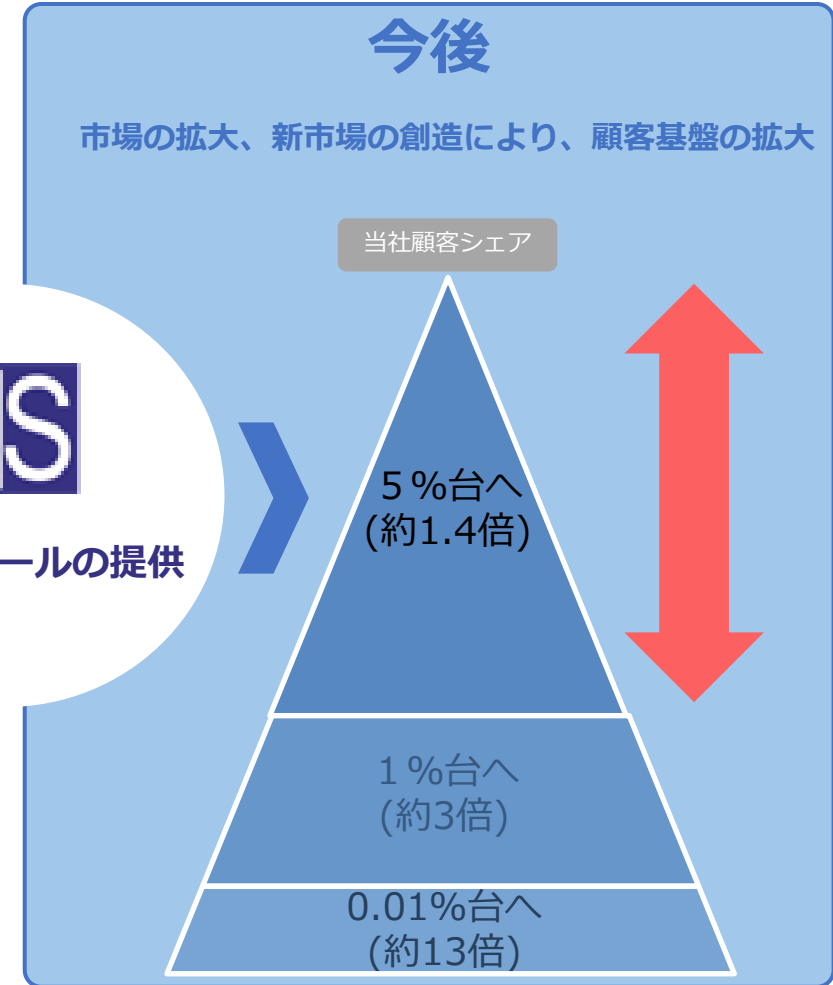 今後
市場の拡大、新市場の創造により、顧客基盤の拡大
当社顧客シェア
S
ールの提供
５%台へ
(約1.4倍)
１%台へ
(約3倍)
0.01%台へ
(約13倍)